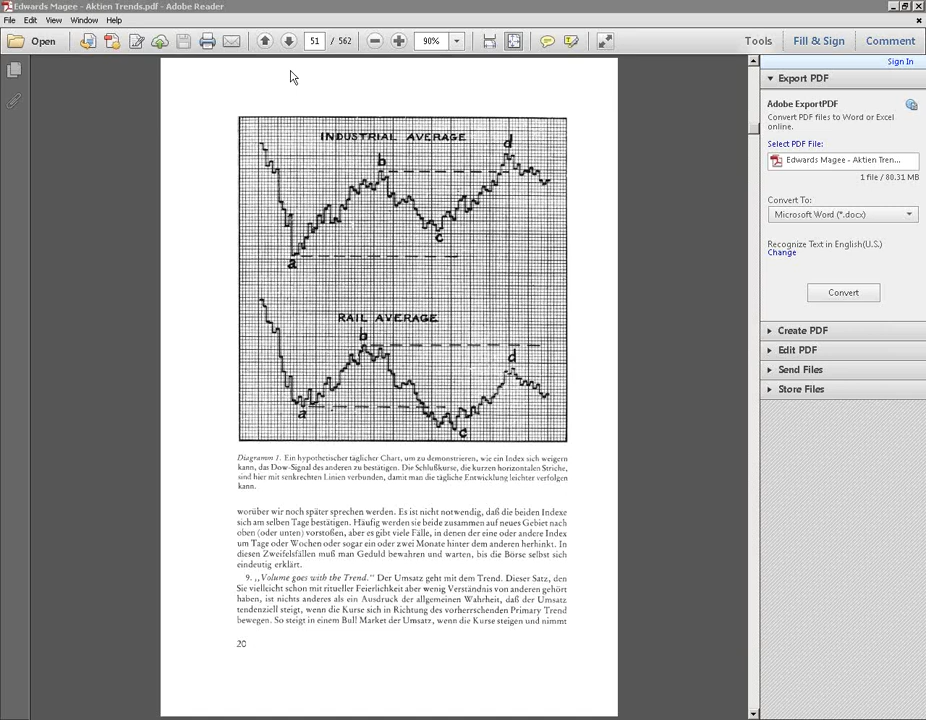 Edwards Magee - Aktien Trends.pdf - Adobe Reader
File Edit View Window Help
Open 51 / 562 90% Tools Fill & Sign Comment
Sign In
Export PDF
Adobe ExportPDF
Convert PDF files to Word or Excel
online.
Select PDF File:
Edwards Magee - Aktien Tren...
1 file / 80.31 MB
Convert To:
Microsoft Word (*.docx)
Recognize Text in English(U.S.)
Change
Convert
Create PDF
Edit PDF
Send Files
Store Files
INDUSTRIAL AVERAGE
d
b
c
a
RAIL AVERAGE
b
d
a
c
Diagramm 1. Ein hypothetischer täglicher Chart, um zu demonstrieren, wie ein Index sich weigern
kann, das Dow-Signal des anderen zu bestätigen. Die Schlußkurse, die kurzen horizontalen Striche,
sind hier mit senkrechten Linien verbunden, damit man die tägliche Entwicklung leichter verfolgen
kann.
worüber wir noch später sprechen werden. Es ist nicht notwendig, daß die beiden Indexe
sich am selben Tage bestätigen. Häufig werden sie beide zusammen auf neues Gebiet nach
oben (oder unten) vorstoßen, aber es gibt viele Fälle, in denen der eine oder andere Index
um Tage oder Wochen oder sogar ein oder zwei Monate hinter dem anderen herhinkt. In
diesen Zweifelsfällen muß man Geduld bewahren und warten, bis die Börse selbst sich
eindeutig erklärt.
9. ,,Volume goes with the Trend." Der Umsatz geht mit dem Trend. Dieser Satz, den
Sie vielleicht schon mit ritueller Feierlichkeit aber wenig Verständnis von anderen gehört
haben, ist nichts anderes als ein Ausdruck der allgemeinen Wahrheit, daß der Umsatz
tendenziell steigt, wenn die Kurse sich in Richtung des vorherrschenden Primary Trend
bewegen. So steigt in einem Bull Market der Umsatz, wenn die Kurse steigen und nimmt
20